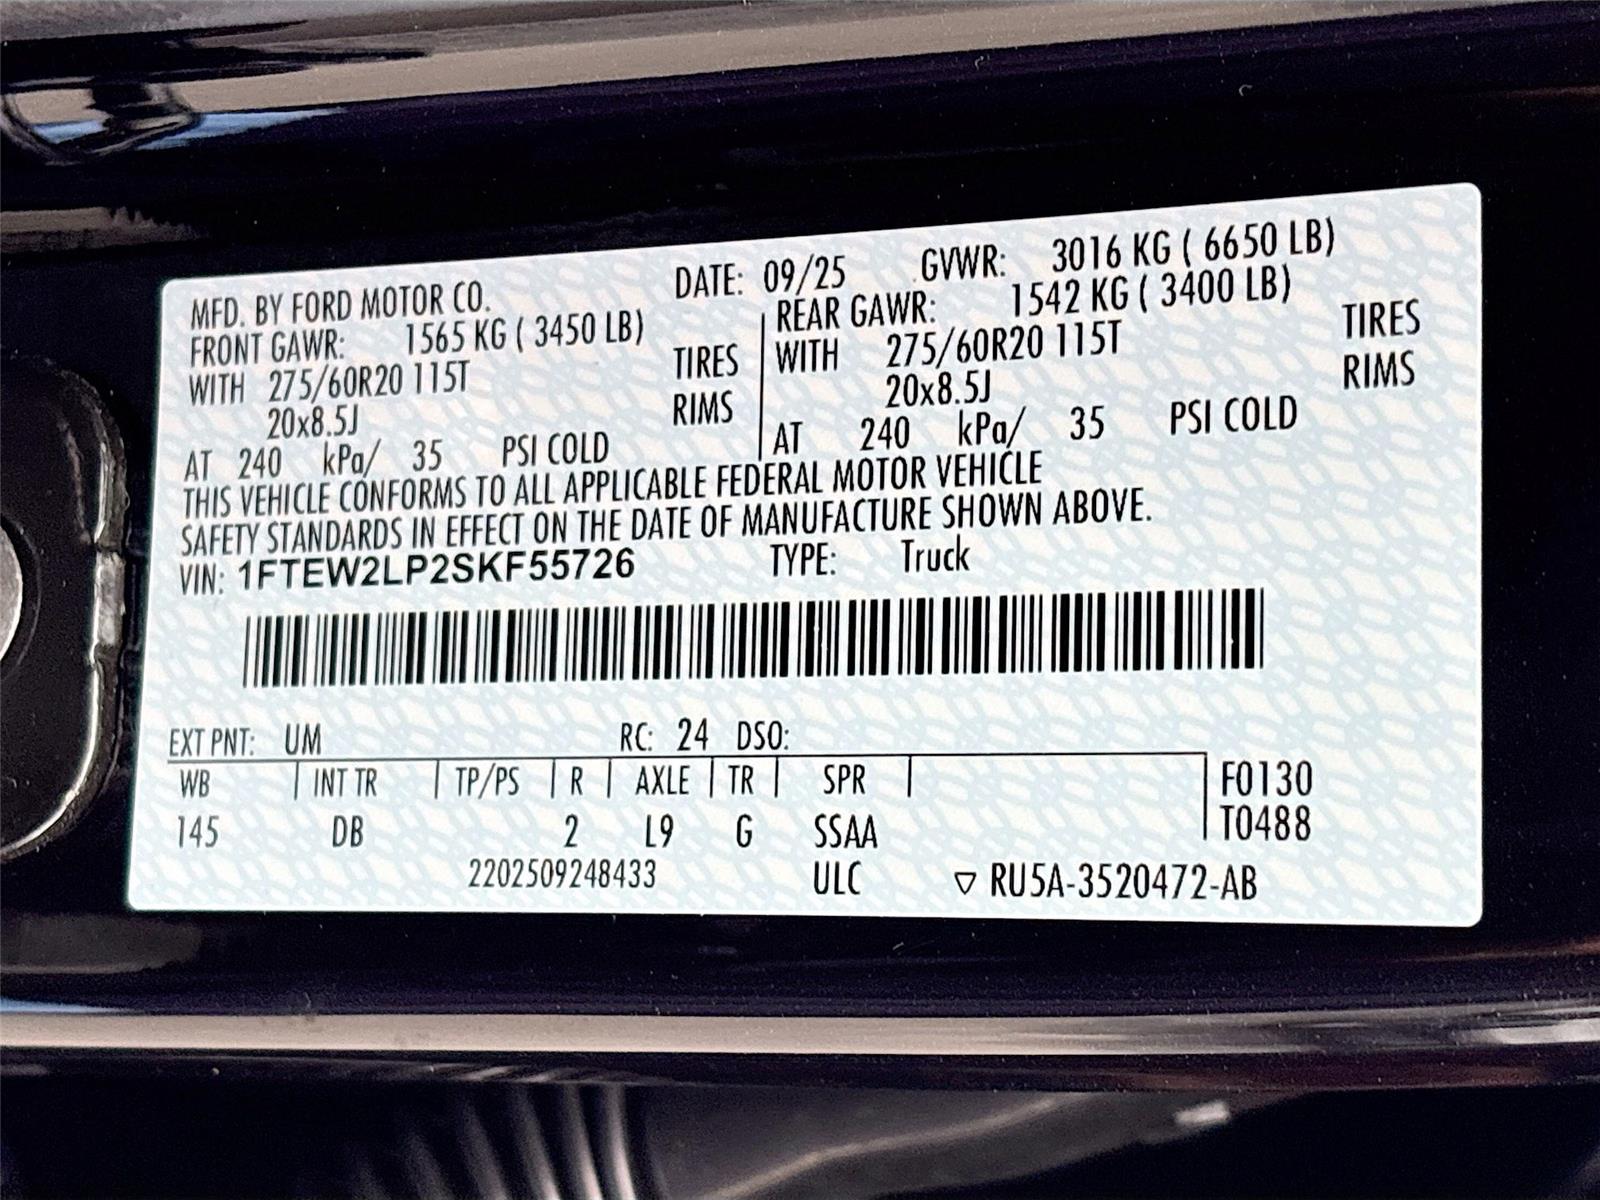 MFD. BY FORD MOTOR CO. DATE: 09/25 GVWR: 3016 KG ( 6650 LB)
FRONT GAWR: 1565 KG ( 3450 LB) REAR GAWR: 1542 KG ( 3400 LB)
WITH 275/60R20 115T TIRES WITH 275/60R20 115T TIRES
20x8.5J RIMS 20x8.5J RIMS
AT 240 kPa/ 35 PSI COLD AT 240 kPa/ 35 PSI COLD
THIS VEHICLE CONFORMS TO ALL APPLICABLE FEDERAL MOTOR VEHICLE
SAFETY STANDARDS IN EFFECT ON THE DATE OF MANUFACTURE SHOWN ABOVE.
VIN: 1FTEW2LP2SKF55726 TYPE: Truck
EXT PNT: UM RC: 24 DSO:
WB INT TR TP/PS R AXLE TR SPR F0130
145 DB 2 L9 G SSAA T0488
2202509248433 ULC ▽ RU5A-3520472-AB